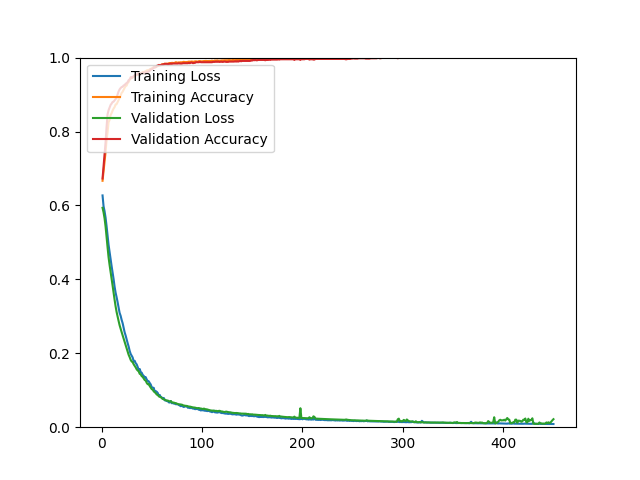 1.0
0.8
0.6
0.4
0.2
0.0
Training Loss
Training Accuracy
Validation Loss
Validation Accuracy
0 100 200 300 400